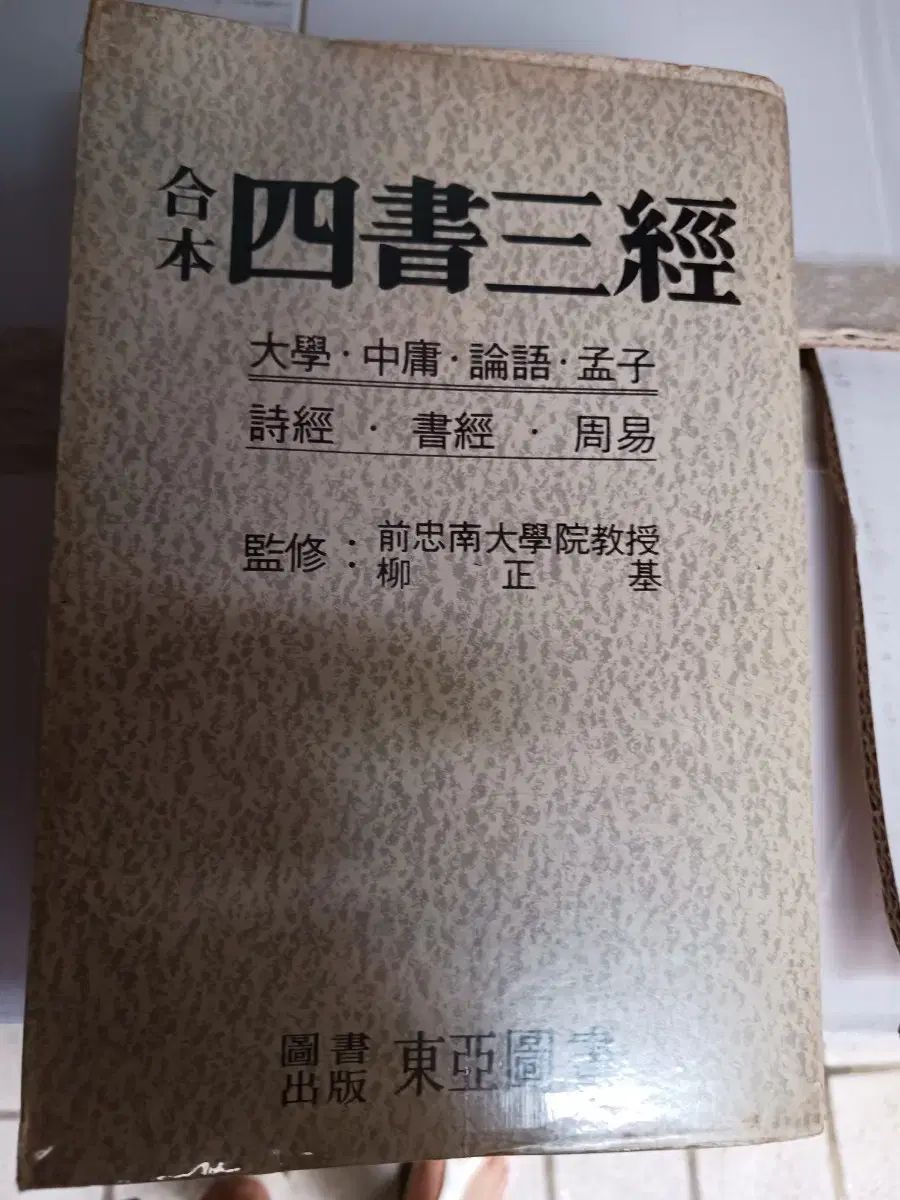 合本 四書三經
大學·中庸·論語·孟子
詩經·書經·周易
監修: 前忠南大學院教授
柳正基
圖書出版 東亞圖書